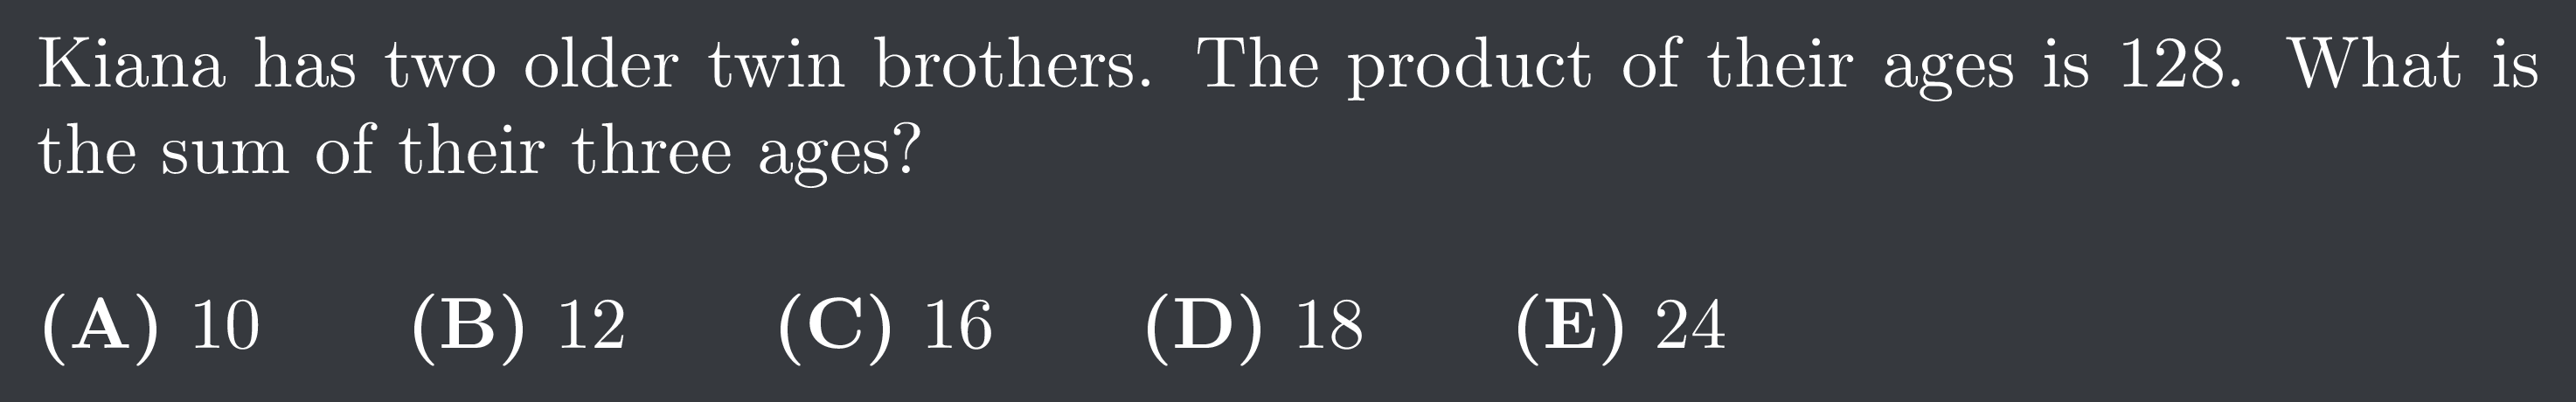 Kiana has two older twin brothers. The product of their ages is 128. What is
the sum of their three ages?
(A) 10 (B) 12 (C) 16 (D) 18 (E) 24